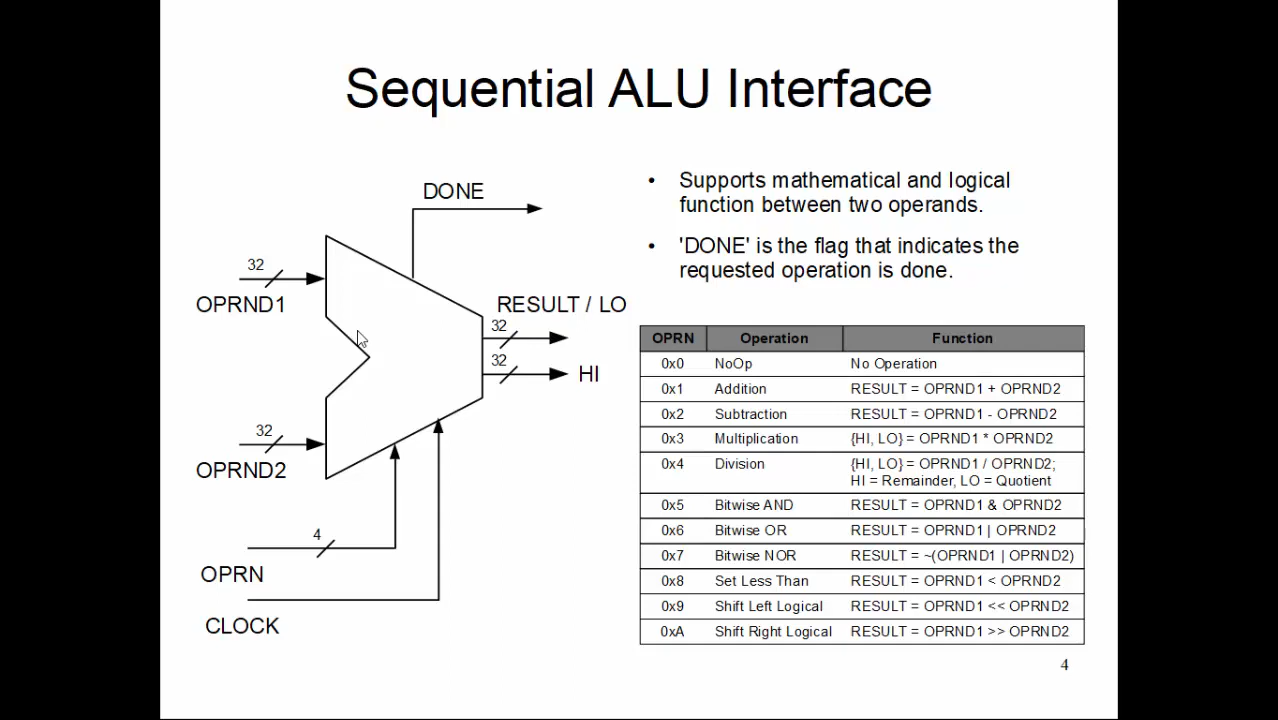 Sequential ALU Interface
DONE
32
OPRND1
RESULT / LO
32
32
HI
32
OPRND2
4
OPRN
CLOCK
• Supports mathematical and logical
function between two operands.
• 'DONE' is the flag that indicates the
requested operation is done.
OPRN Operation Function
0x0 NoOp No Operation
0x1 Addition RESULT = OPRND1 + OPRND2
0x2 Subtraction RESULT = OPRND1 - OPRND2
0x3 Multiplication {HI, LO} = OPRND1 * OPRND2
0x4 Division {HI, LO} = OPRND1 / OPRND2;
HI = Remainder, LO = Quotient
0x5 Bitwise AND RESULT = OPRND1 & OPRND2
0x6 Bitwise OR RESULT = OPRND1 | OPRND2
0x7 Bitwise NOR RESULT = ~(OPRND1 | OPRND2)
0x8 Set Less Than RESULT = OPRND1 < OPRND2
0x9 Shift Left Logical RESULT = OPRND1 << OPRND2
0xA Shift Right Logical RESULT = OPRND1 >> OPRND2
4